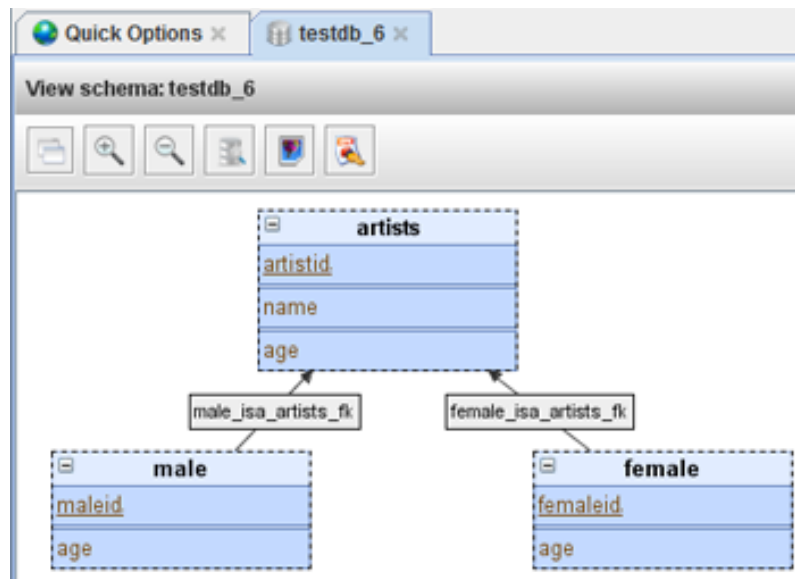 Quick Options
testdb_6
View schema: testdb_6
artists
artistid
name
age
male_isa_artists_fk
female_isa_artists_fk
male
maleid
age
female
femaleid
age